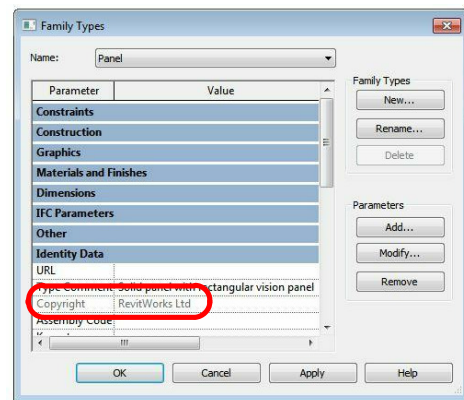 Family Types
Name: Panel
Parameter Value
Constraints
Construction
Graphics
Materials and Finishes
Dimensions
IFC Parameters
Other
Identity Data
URL
Type Comment Solid panel with rectangular vision panel
Copyright RevitWorks Ltd
Assembly Code
Family Types
New...
Rename...
Delete
Parameters
Add...
Modify...
Remove
OK Cancel Apply Help